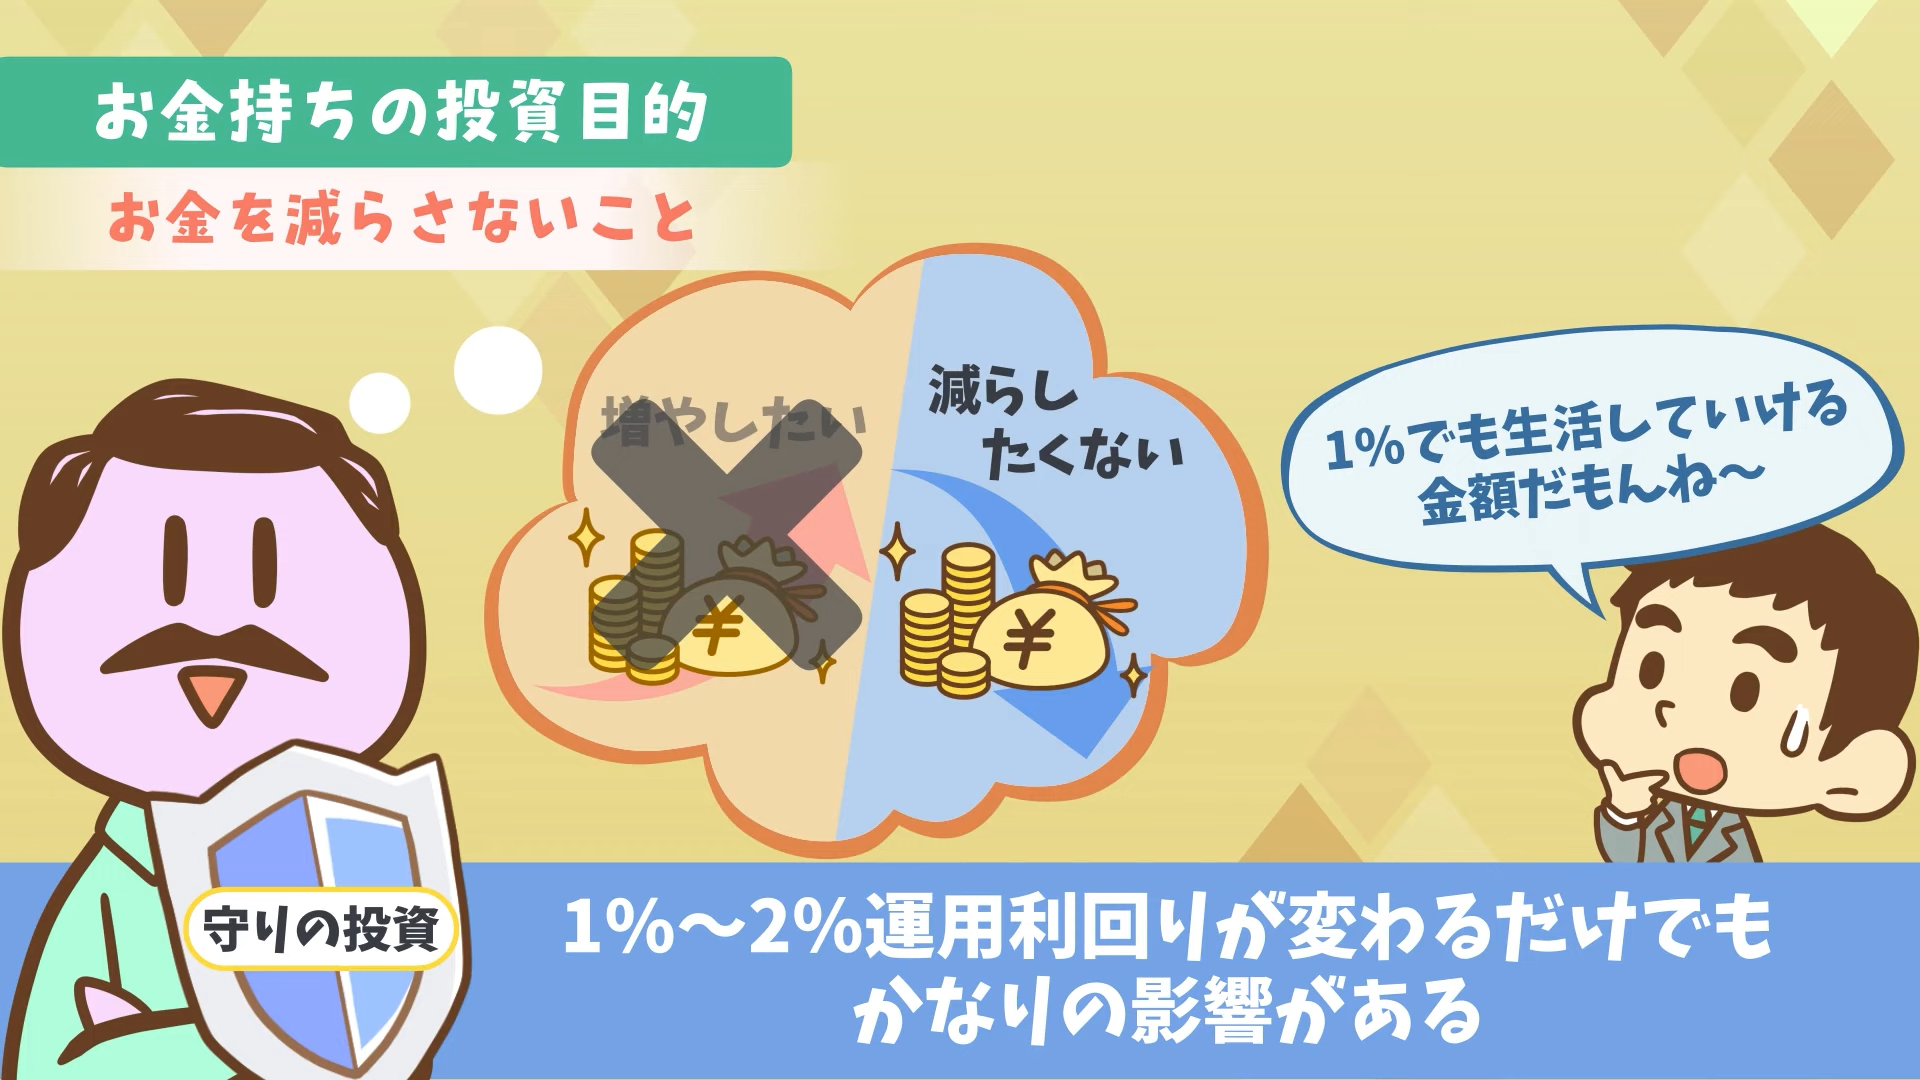 お金持ちの投資目的
お金を減らさないこと
増やしたい
減らし
たくない
¥
¥
1%でも生活していける
金額だもんね～
守りの投資
1%～2%運用利回りが変わるだけでも
かなりの影響がある